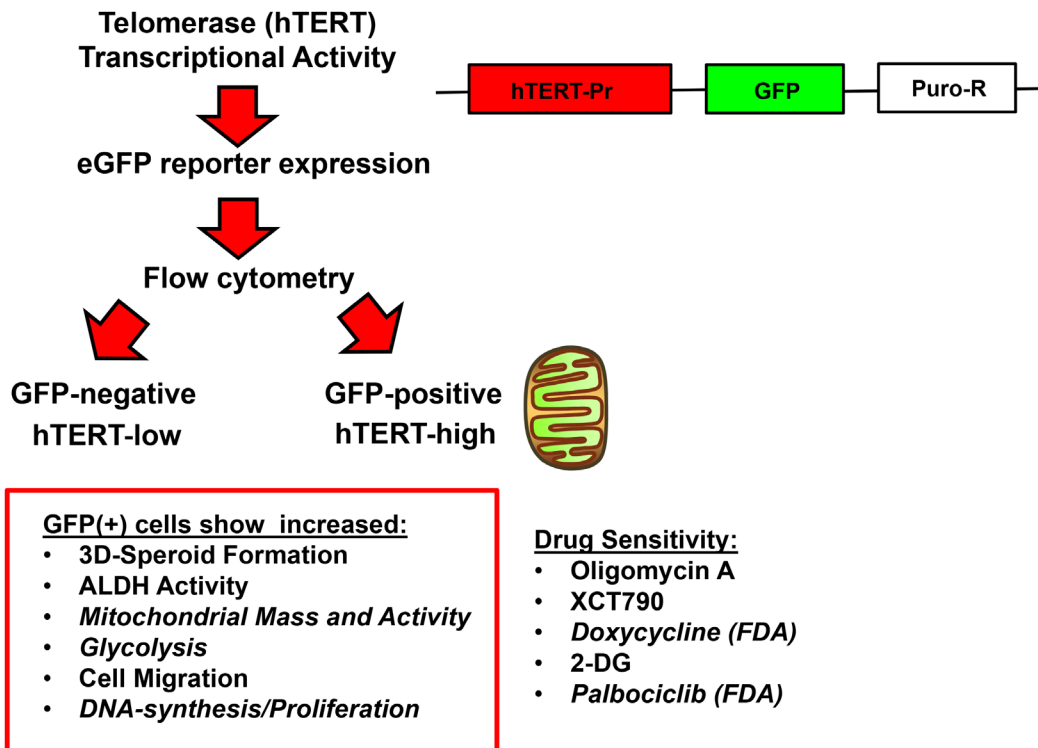 Telomerase (hTERT)
Transcriptional Activity
hTERT-Pr
GFP
Puro-R
eGFP reporter expression
Flow cytometry
GFP-negative
hTERT-low
GFP-positive
hTERT-high
GFP(+) cells show increased:
• 3D-Speroid Formation
• ALDH Activity
• Mitochondrial Mass and Activity
• Glycolysis
• Cell Migration
• DNA-synthesis/Proliferation
Drug Sensitivity:
• Oligomycin A
• XCT790
• Doxycycline (FDA)
• 2-DG
• Palbociclib (FDA)